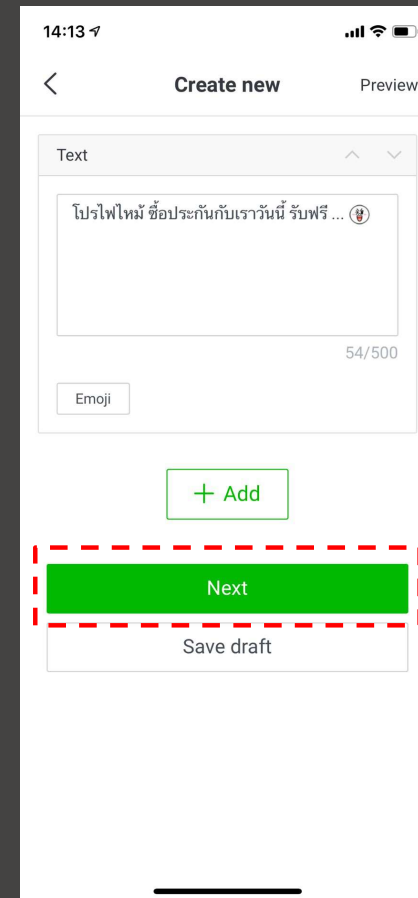 14:13
Create new
Preview
Text
โปรไฟไหม้ ซื้อประกันกับเราวันนี้ รับฟรี ...
54/500
Emoji
+ Add
Next
Save draft